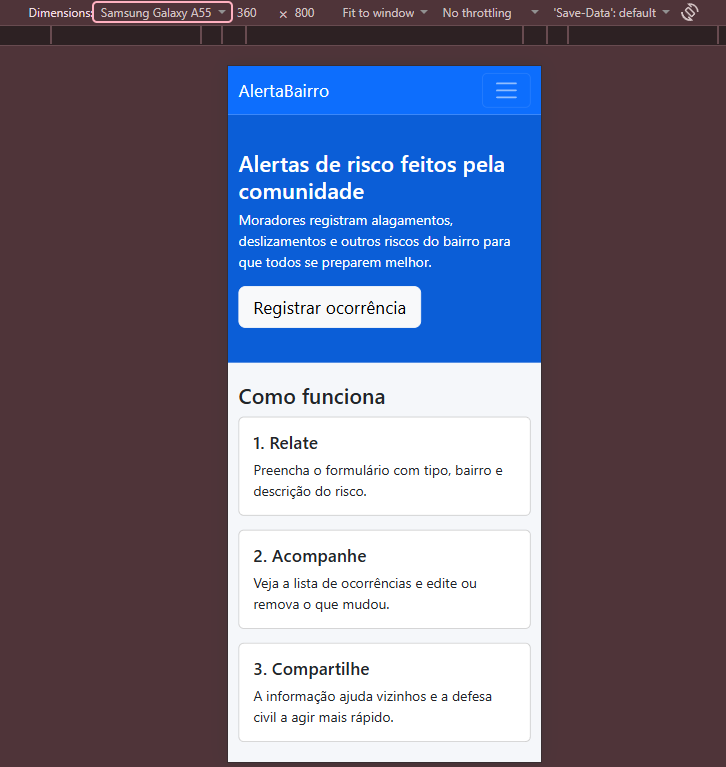 Dimensions: Samsung Galaxy A55 360 × 800 Fit to window No throttling 'Save-Data': default
AlertaBairro
Alertas de risco feitos pela
comunidade
Moradores registram alagamentos,
deslizamentos e outros riscos do bairro para
que todos se preparem melhor.
Registrar ocorrência
Como funciona
1. Relate
Preencha o formulário com tipo, bairro e
descrição do risco.
2. Acompanhe
Veja a lista de ocorrências e edite ou
remova o que mudou.
3. Compartilhe
A informação ajuda vizinhos e a defesa
civil a agir mais rápido.